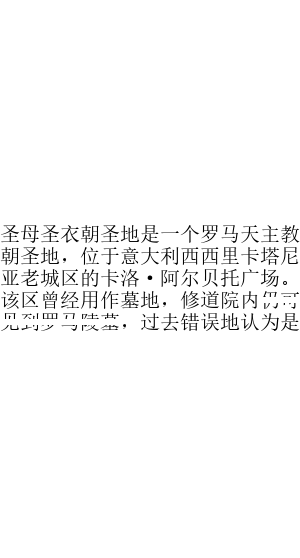 圣母圣衣朝圣地是一个罗马天主教
朝圣地，位于意大利西西里卡塔尼
亚老城区的卡洛·阿尔贝托广场。
该区曾经用作墓地，修道院内仍可
见到罗马陵墓，过去错误地认为是